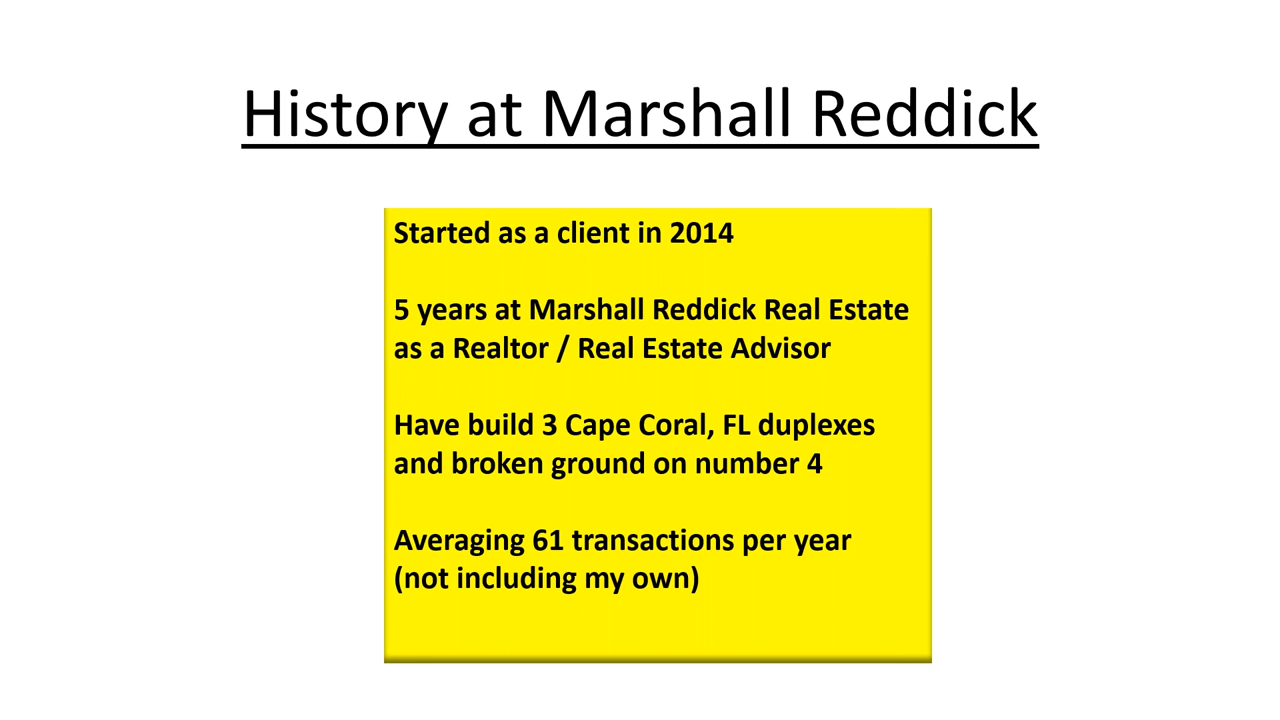 History at Marshall Reddick
Started as a client in 2014
5 years at Marshall Reddick Real Estate
as a Realtor / Real Estate Advisor
Have build 3 Cape Coral, FL duplexes
and broken ground on number 4
Averaging 61 transactions per year
(not including my own)